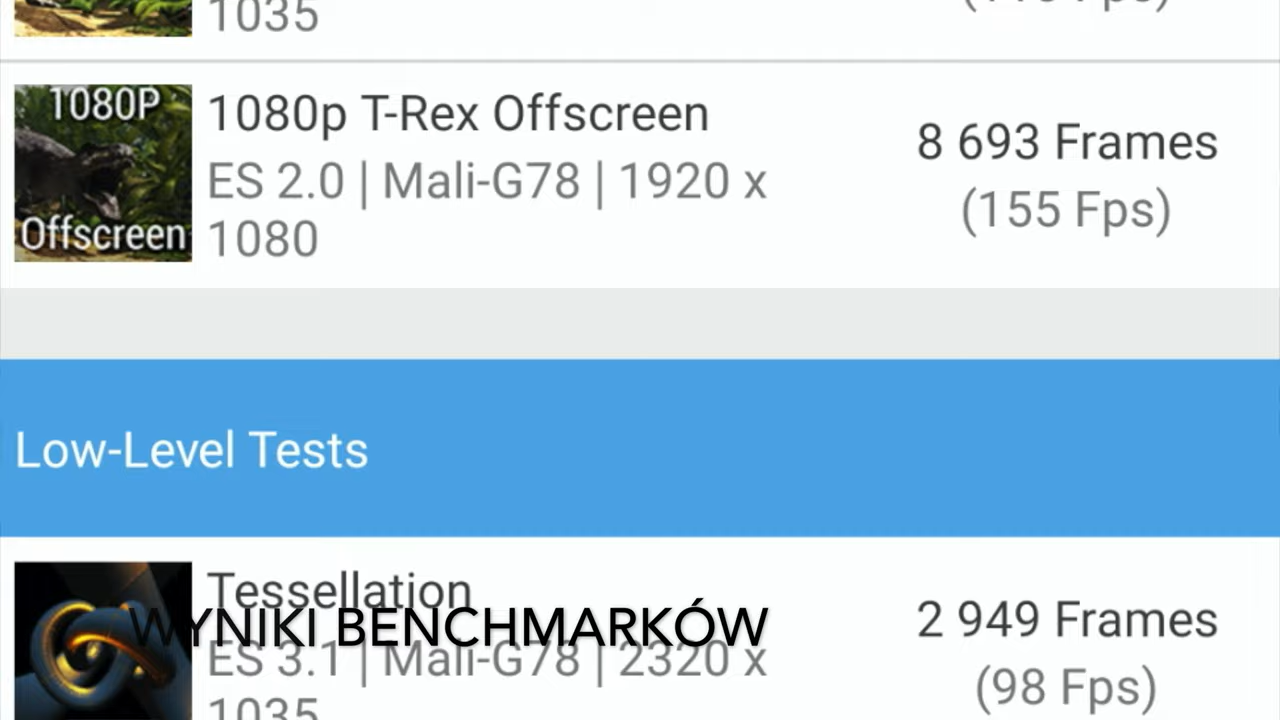 1035
1080P
Offscreen
1080p T-Rex Offscreen
ES 2.0 | Mali-G78 | 1920 x
1080
8 693 Frames
(155 Fps)
Low-Level Tests
Tessellation
WYNIKI BENCHMARKÓW
ES 3.1 | Mali-G78 | 2320 x
1035
2 949 Frames
(98 Fps)